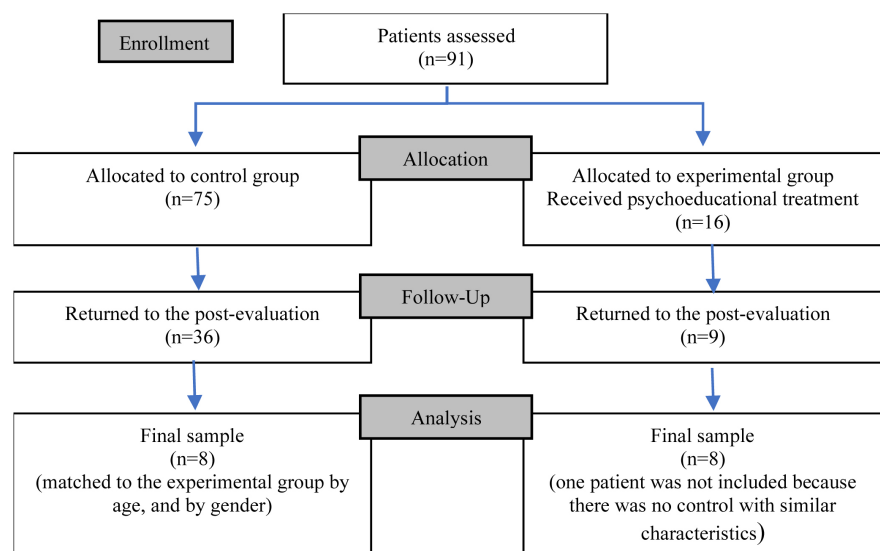 Enrollment
Patients assessed
(n=91)
Allocation
Allocated to control group
(n=75)
Allocated to experimental group
Received psychoeducational treatment
(n=16)
Follow-Up
Returned to the post-evaluation
(n=36)
Returned to the post-evaluation
(n=9)
Analysis
Final sample
(n=8)
(matched to the experimental group by
age, and by gender)
Final sample
(n=8)
(one patient was not included because
there was no control with similar
characteristics)